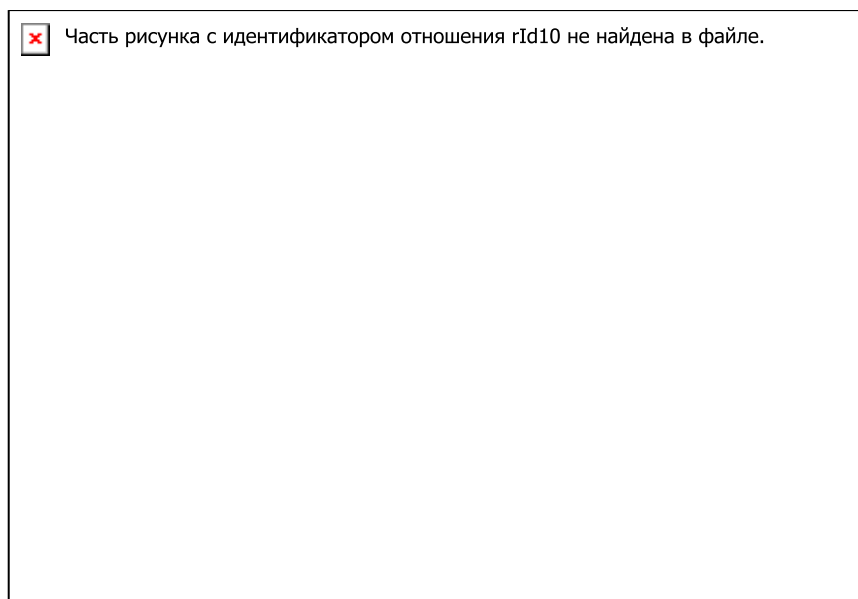 Часть рисунка с идентификатором отношения rId10 не найдена в файле.